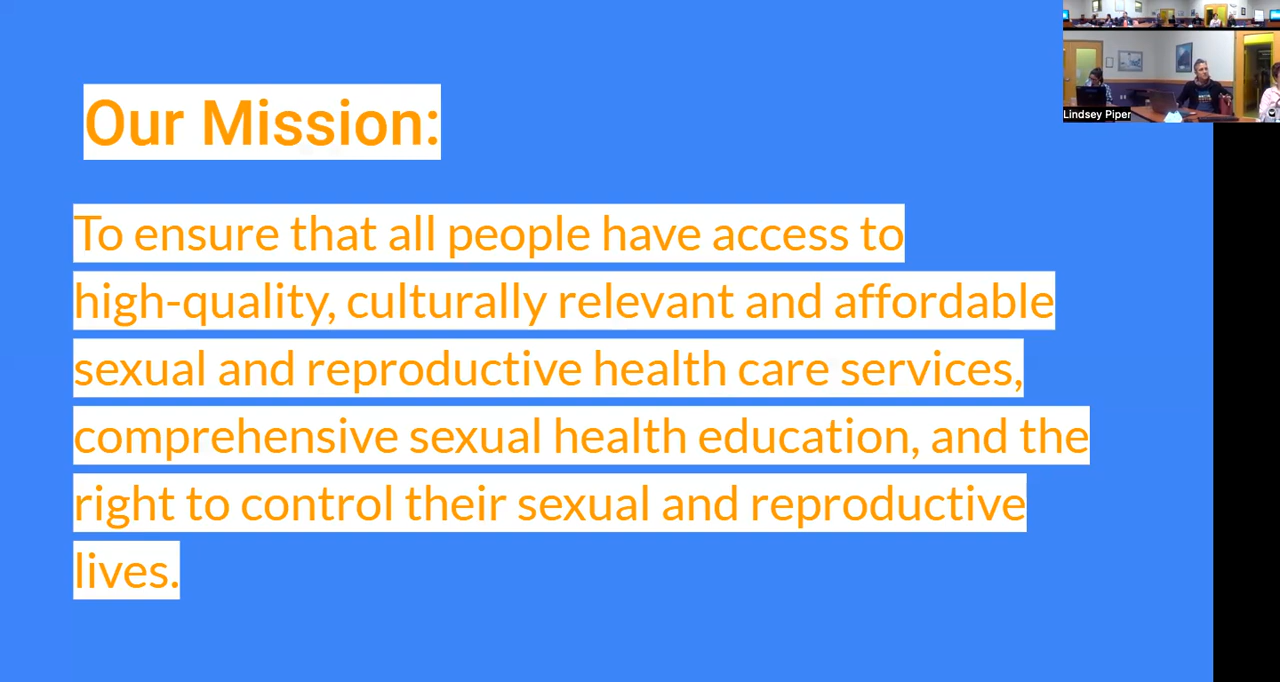 Our Mission:
To ensure that all people have access to
high-quality, culturally relevant and affordable
sexual and reproductive health care services,
comprehensive sexual health education, and the
right to control their sexual and reproductive
lives.
Lindsey Piper